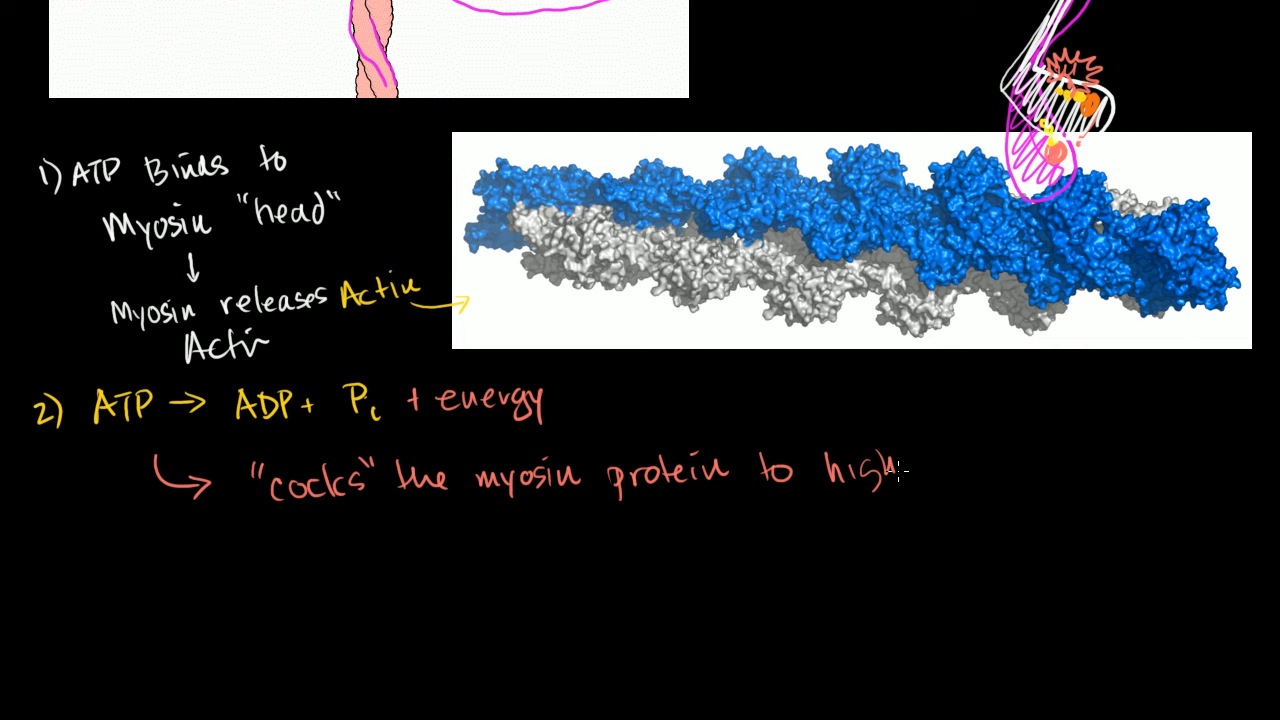 1) ATP Binds to
Myosin "head"
↓
Myosin releases Actin →
Actin
2) ATP → ADP + Pi + energy
↳ "cocks" the myosin protein to high